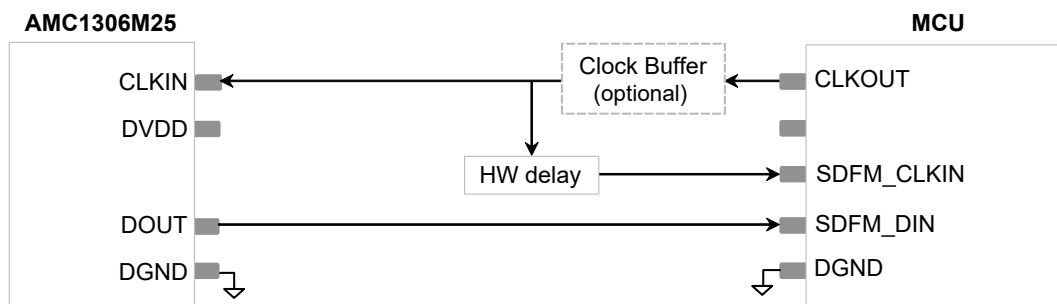 AMC1306M25
MCU
CLKIN
Clock Buffer
(optional)
CLKOUT
DVDD
HW delay
SDFM_CLKIN
DOUT
SDFM_DIN
DGND
DGND